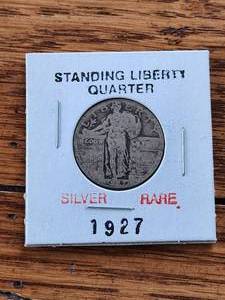 STANDING LIBERTY
QUARTER
SILVER RARE
1927